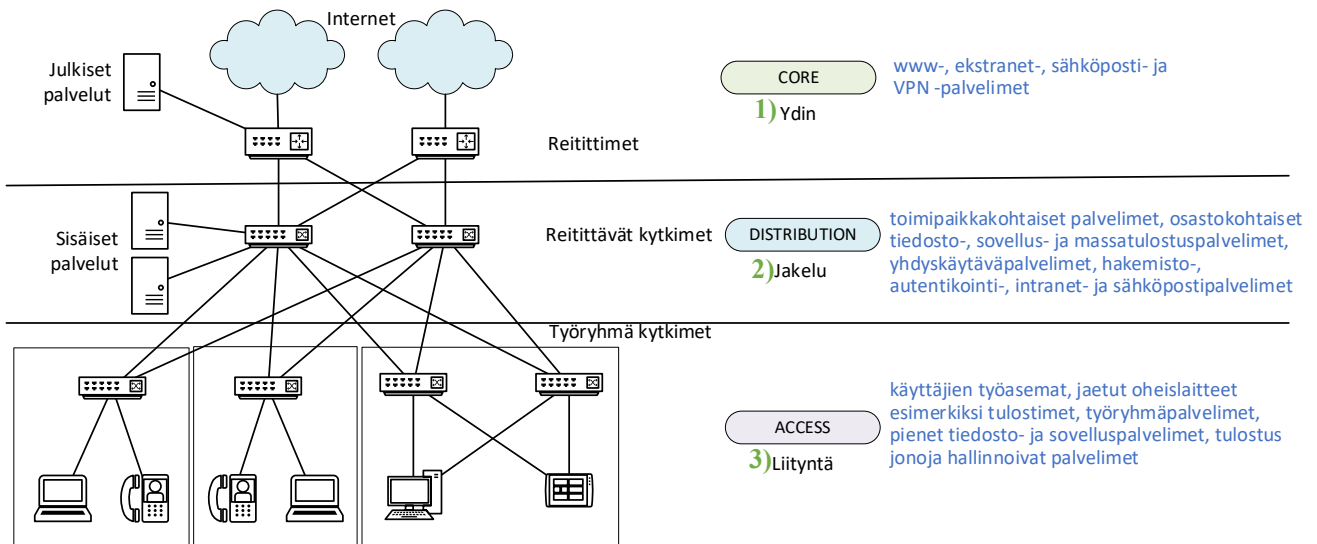 Internet
Julkiset
palvelut
CORE
1) Ydin
www-, ekstranet-, sähköposti- ja
VPN -palvelimet
Reitittimet
Sisäiset
palvelut
Reitittävät kytkimet
DISTRIBUTION
2)Jakelu
toimipaikkakohtaiset palvelimet, osastokohtaiset
tiedosto-, sovellus- ja massatulostuspalvelimet,
yhdyskäytäväpalvelimet, hakemisto-,
autentikointi-, intranet- ja sähköpostipalvelimet
Työryhmä kytkimet
ACCESS
3)Liityntä
käyttäjien työasemat, jaetut oheislaitteet
esimerkiksi tulostimet, työryhmäpalvelimet,
pienet tiedosto- ja sovelluspalvelimet, tulostus
jonoja hallinnoivat palvelimet